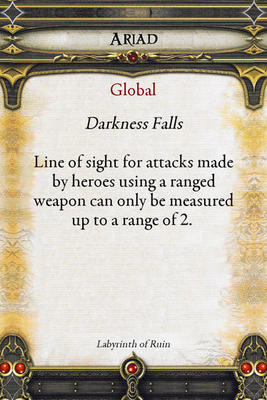 Ariad
Global
Darkness Falls
Line of sight for attacks made
by heroes using a ranged
weapon can only be measured
up to a range of 2.
Labyrinth of Ruin